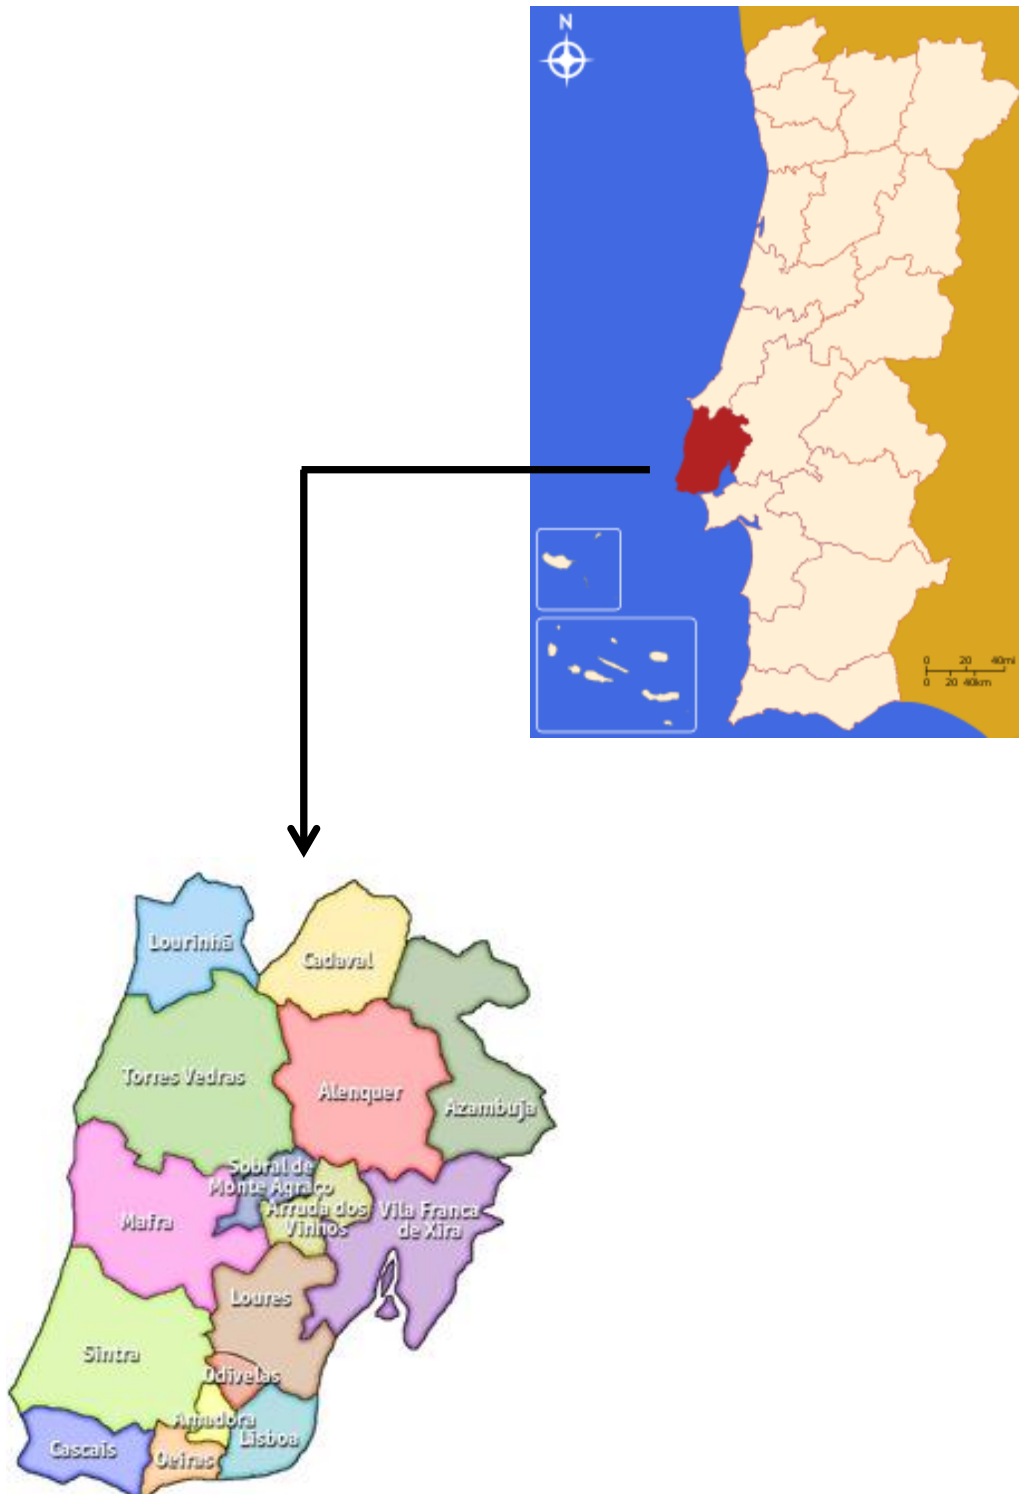 N
0 20 40mi
0 20 40km
Lourinhã
Cadaval
Torres Vedras
Alenquer
Azambuja
Sobral de
Monte Agraço
Arruda dos
Vinhos
Vila Franca
de Xira
Mafra
Loures
Sintra
Odivelas
Amadora
Lisboa
Cascais
Oeiras